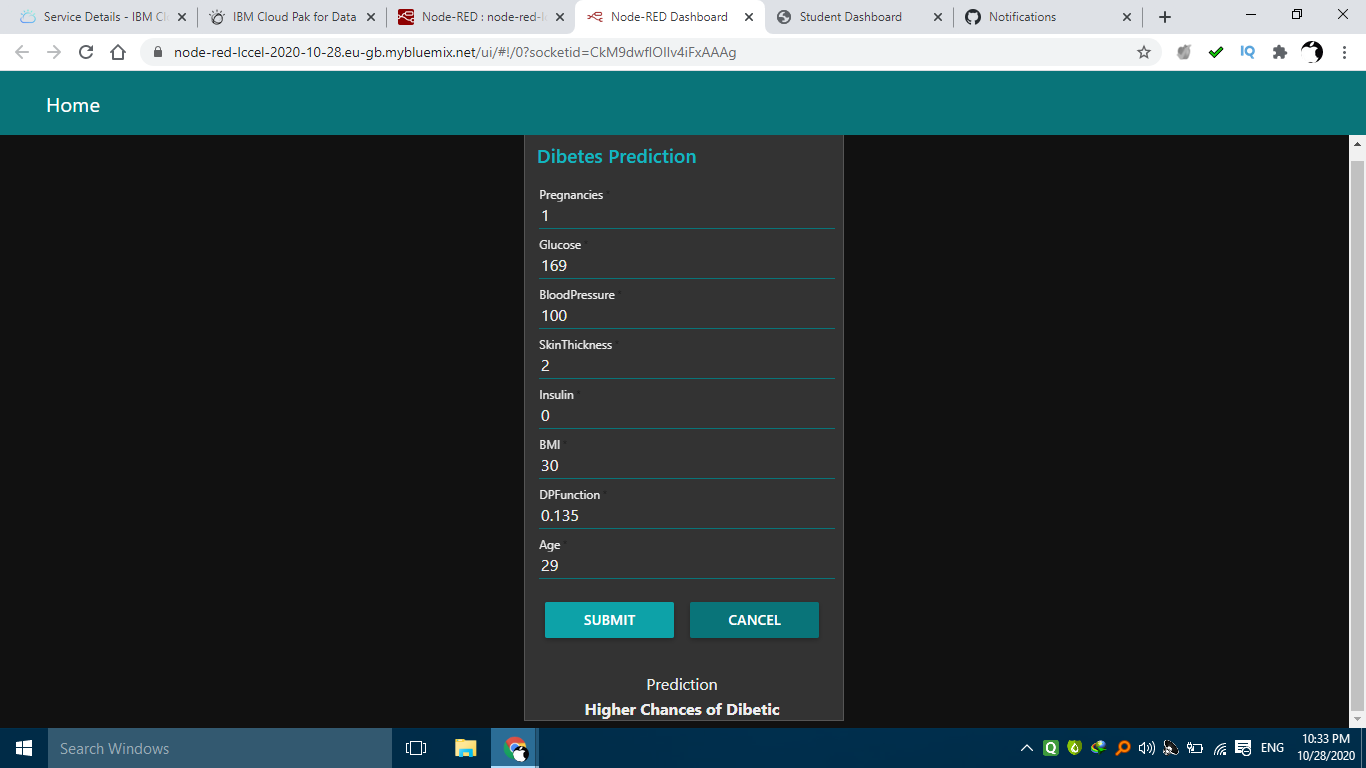 Service Details - IBM Cl
IBM Cloud Pak for Data
Node-RED : node-red-l
Node-RED Dashboard
Student Dashboard
Notifications
node-red-lccel-2020-10-28.eu-gb.mybluemix.net/ui/#!/0?socketid=CkM9dwflOIlv4iFxAAAg
IQ
Home
Dibetes Prediction
Pregnancies *
1
Glucose *
169
BloodPressure *
100
SkinThickness *
2
Insulin *
0
BMI *
30
DPFunction *
0.135
Age *
29
SUBMIT CANCEL
Prediction
Higher Chances of Dibetic
Search Windows
Q
ENG
10:33 PM
10/28/2020